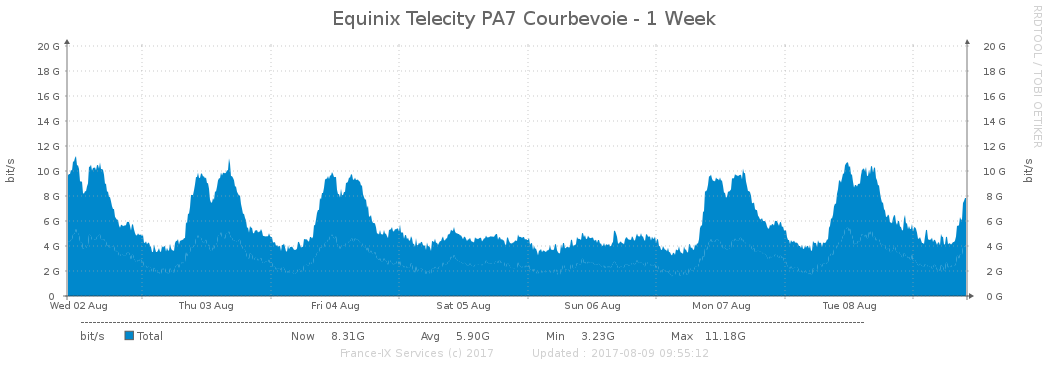 Equinix Telecity PA7 Courbevoie - 1 Week
RRDTOOL / TOBI OETIKER
bit/s
bit/s
20 G 20 G
18 G 18 G
16 G 16 G
14 G 14 G
12 G 12 G
10 G 10 G
8 G 8 G
6 G 6 G
4 G 4 G
2 G 2 G
0 0 G
Wed 02 Aug Thu 03 Aug Fri 04 Aug Sat 05 Aug Sun 06 Aug Mon 07 Aug Tue 08 Aug
bit/s Total Now 8.31G Avg 5.90G Min 3.23G Max 11.18G
France-IX Services (c) 2017 Updated : 2017-08-09 09:55:12